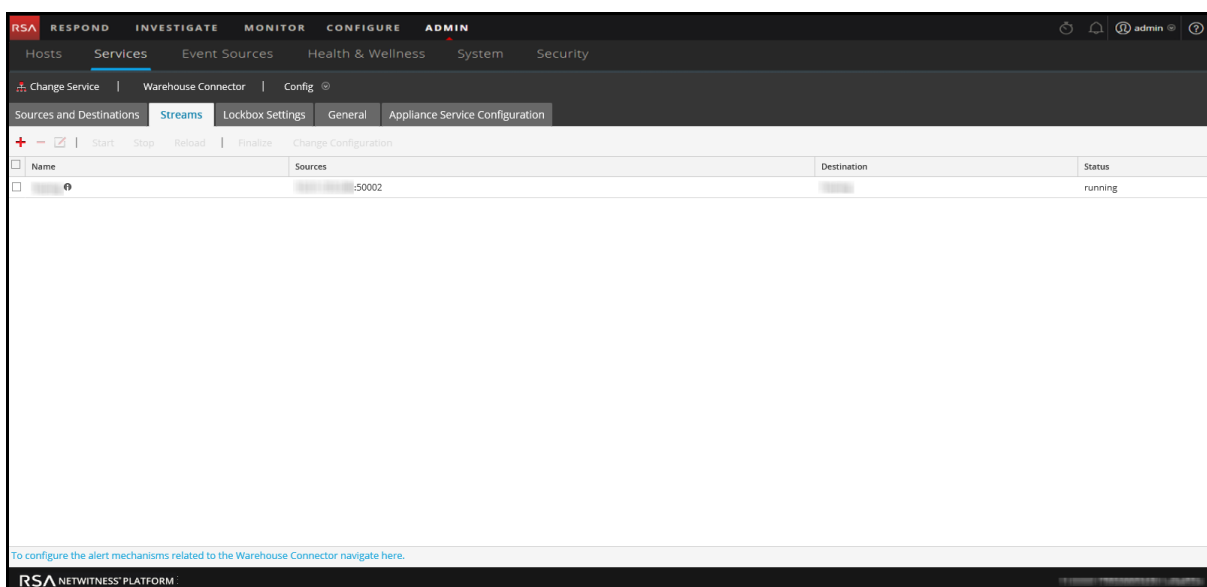 RSA RESPOND INVESTIGATE MONITOR CONFIGURE ADMIN admin
Hosts Services Event Sources Health & Wellness System Security
Change Service | Warehouse Connector | Config
Sources and Destinations Streams Lockbox Settings General Appliance Service Configuration
Start Stop Reload | Finalize Change Configuration
Name Sources Destination Status
:50002 running
To configure the alert mechanisms related to the Warehouse Connector navigate here.
RSA NETWITNESS® PLATFORM